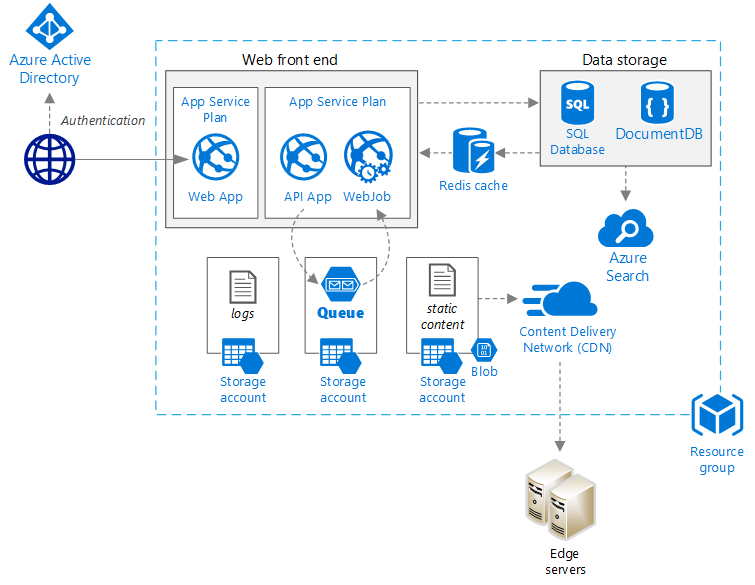 Azure Active
Directory
Authentication
Web front end
App Service
Plan
Web App
App Service Plan
API App
WebJob
Data storage
SQL
SQL
Database
DocumentDB
Redis cache
Azure
Search
logs
Storage
account
Queue
Storage
account
static
content
Storage
account
10
01
Blob
Content Delivery
Network (CDN)
Resource
group
Edge
servers